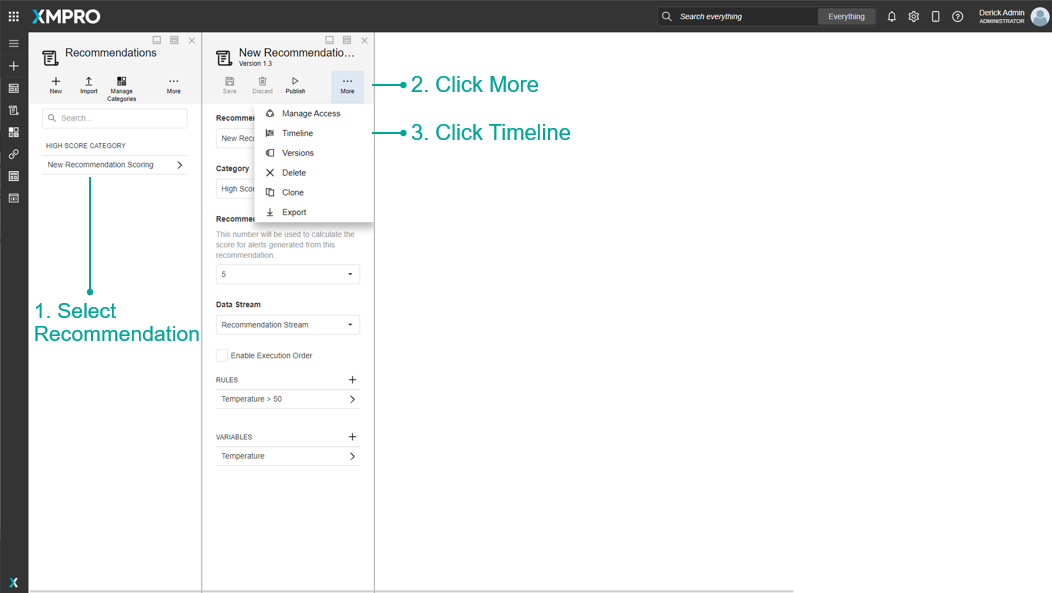 XMPRO
Search everything
Everything
Derick Admin
ADMINISTRATOR
Recommendations
New
Import
Manage
Categories
More
Search...
HIGH SCORE CATEGORY
New Recommendation Scoring
1. Select
Recommendation
New Recommendatio...
Version 1.3
Save
Discard
Publish
More
2. Click More
Manage Access
Timeline
3. Click Timeline
Versions
Delete
Clone
Export
Recommen
New Reco
Category
High Scor
Recommen
This number will be used to calculate the
score for alerts generated from this
recommendation.
5
Data Stream
Recommendation Stream
Enable Execution Order
RULES
Temperature > 50
VARIABLES
Temperature
X